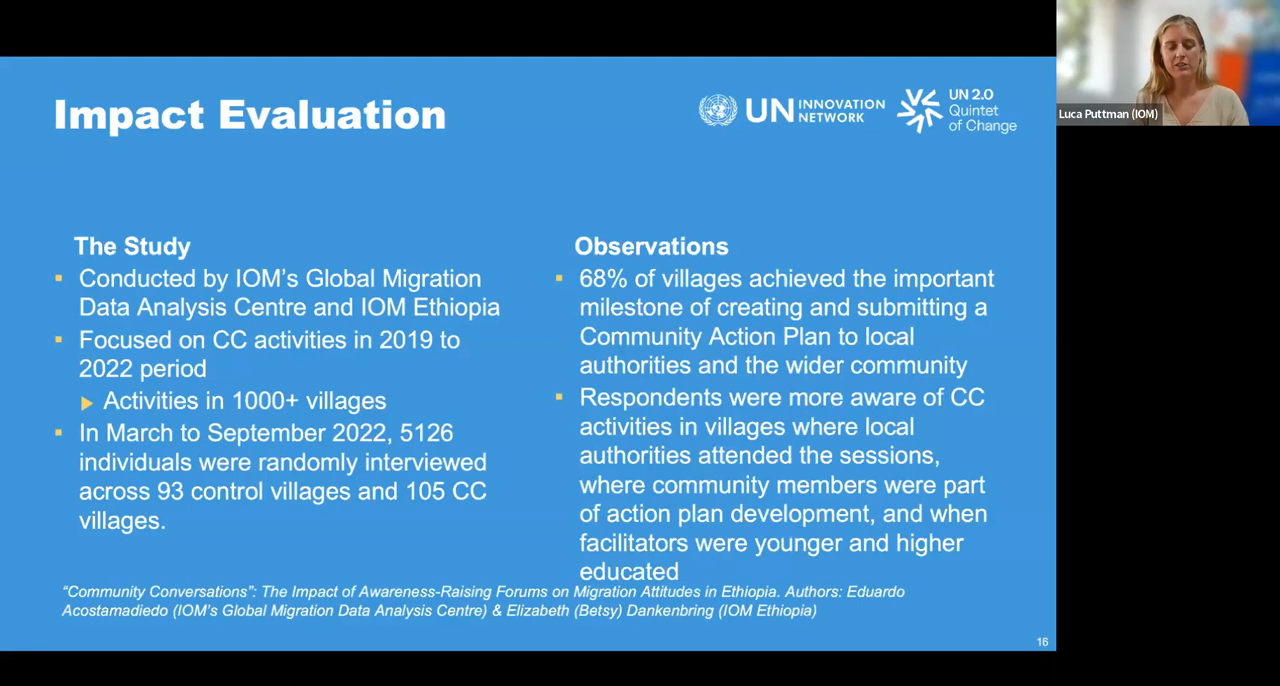 Impact Evaluation
UN INNOVATION
NETWORK
UN 2.0
Quintet
of Change
Luca Puttman (IOM)
The Study
▪ Conducted by IOM’s Global Migration
Data Analysis Centre and IOM Ethiopia
▪ Focused on CC activities in 2019 to
2022 period
▶ Activities in 1000+ villages
▪ In March to September 2022, 5126
individuals were randomly interviewed
across 93 control villages and 105 CC
villages.
Observations
▪ 68% of villages achieved the important
milestone of creating and submitting a
Community Action Plan to local
authorities and the wider community
▪ Respondents were more aware of CC
activities in villages where local
authorities attended the sessions,
where community members were part
of action plan development, and when
facilitators were younger and higher
educated
“Community Conversations”: The Impact of Awareness-Raising Forums on Migration Attitudes in Ethiopia. Authors: Eduardo
Acostamadiedo (IOM’s Global Migration Data Analysis Centre) & Elizabeth (Betsy) Dankenbring (IOM Ethiopia)
16